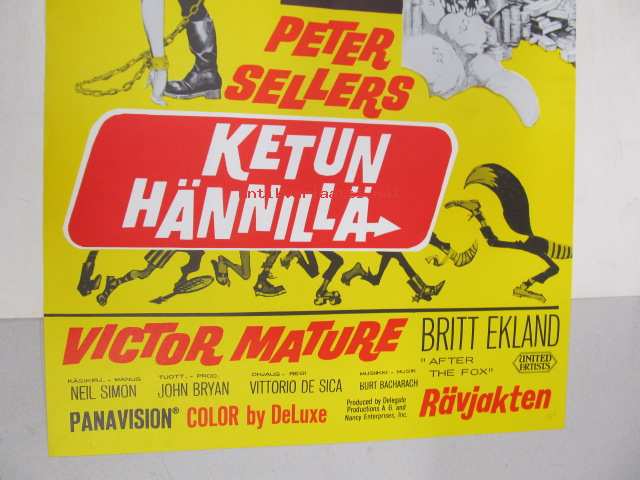 PETER
SELLERS
KETUN
HÄNNILLÄ
VICTOR MATURE
BRITT EKLAND
"AFTER
THE FOX"
UNITED
ARTISTS
KÄSIKIRJ. - MANUS
NEIL SIMON
TUOTT. - PROD.
JOHN BRYAN
OHJAUS - REGI
VITTORIO DE SICA
MUSIIKKI - MUSIK
BURT BACHARACH
PANAVISION® COLOR by DeLuxe
Produced by Delegate
Productions A.G. and
Nancy Enterprises, Inc.
Rävjakten